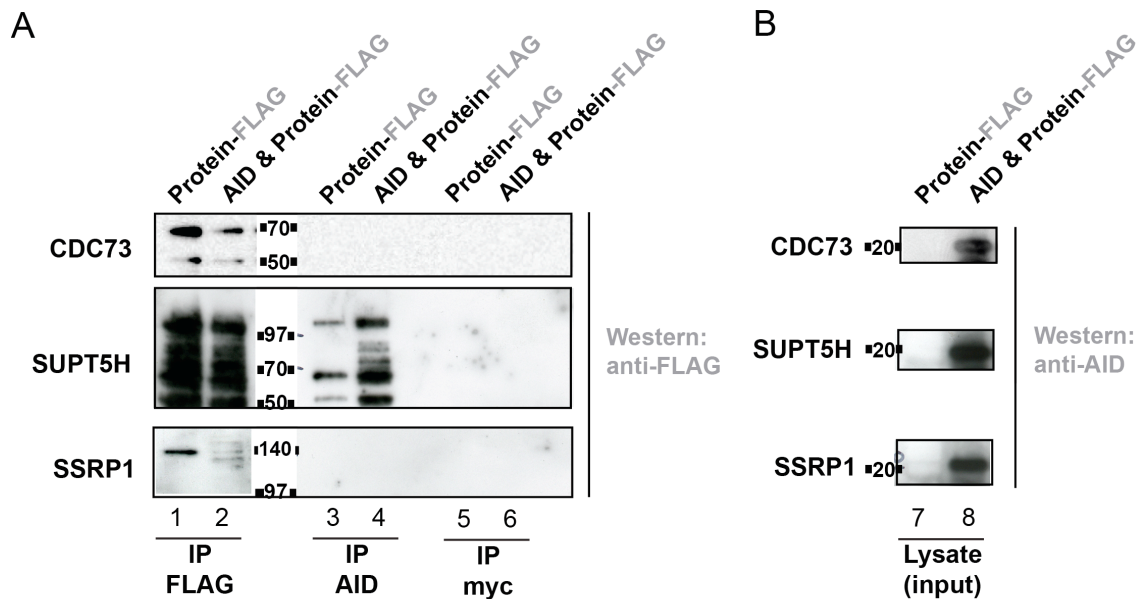 A
Protein-FLAG
AID & Protein-FLAG
Protein-FLAG
AID & Protein-FLAG
Protein-FLAG
AID & Protein-FLAG
CDC73
70
50
SUPT5H
97
70
50
SSRP1
140
97
Western:
anti-FLAG
1 2 3 4 5 6
IP
FLAG
IP
AID
IP
myc
B
Protein-FLAG
AID & Protein-FLAG
CDC73
20
SUPT5H
20
SSRP1
20
Western:
anti-AID
7 8
Lysate
(input)